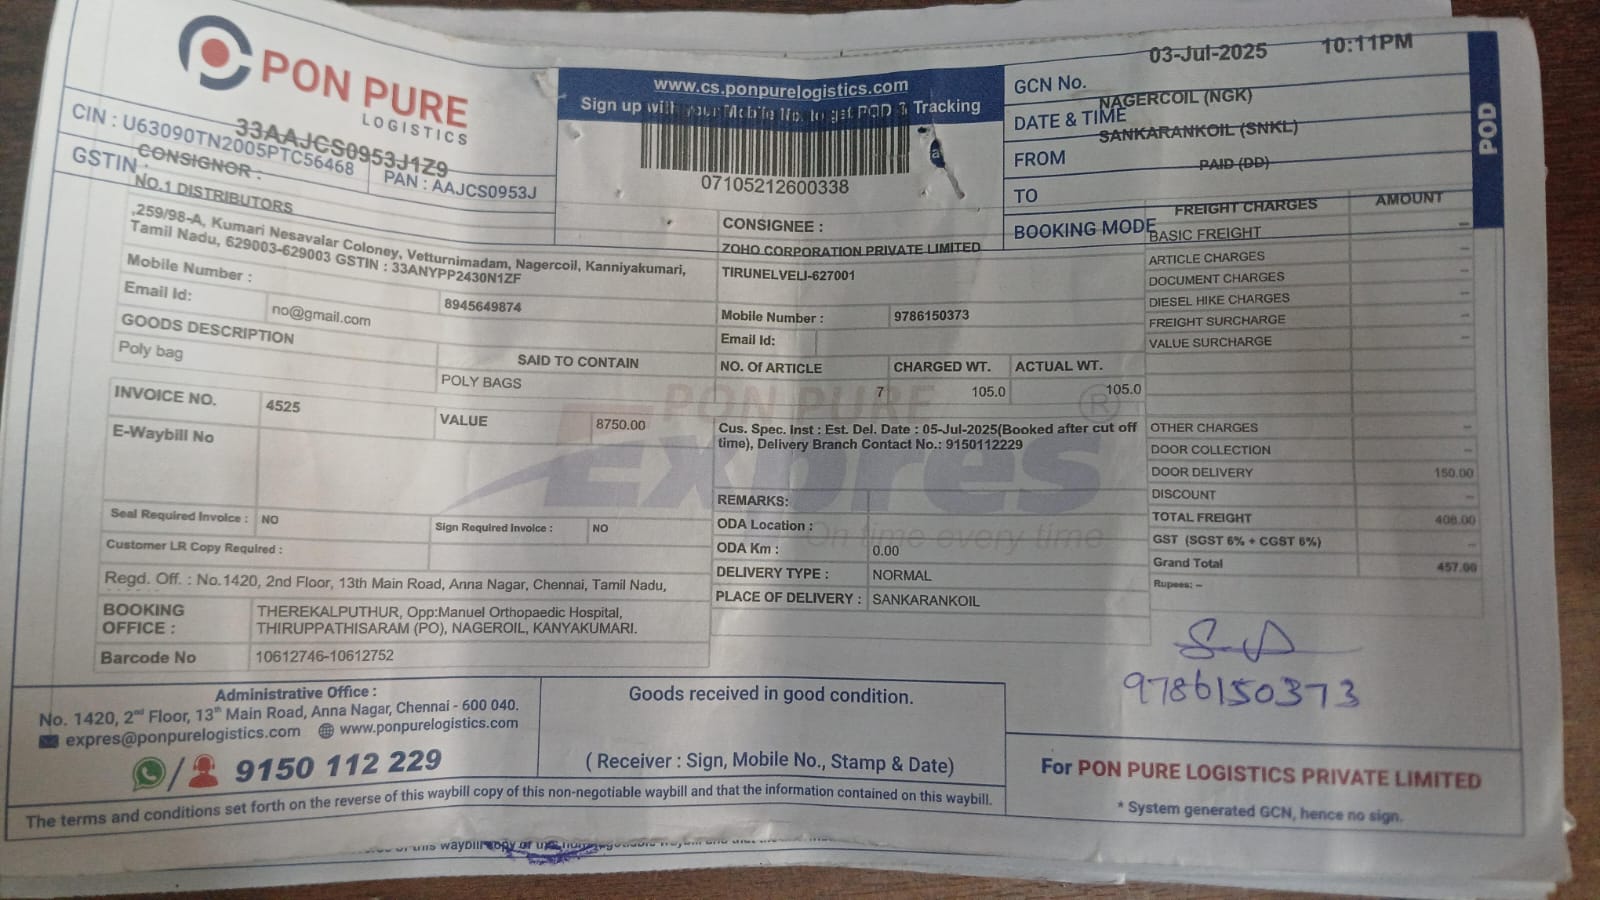 PON PURE
LOGISTICS
CIN : U63090TN2005PTC56468
33AAJCS0953J1Z9
GSTIN :
PAN : AAJCS0953J
www.cs.ponpurelogistics.com
Sign up with your Mobile No. to get POD & Tracking
07105212600338
03-Jul-2025 10:11PM
GCN No.
NAGERCOIL (NGK)
DATE & TIME
SANKARANKOIL (SNKL)
FROM
PAID (DD)
TO
BOOKING MODE
POD
CONSIGNOR :
NO.1 DISTRIBUTORS
,259/98-A, Kumari Nesavalar Coloney, Vetturnimadam, Nagercoil, Kanniyakumari,
Tamil Nadu, 629003-629003 GSTIN : 33ANYPP2430N1ZF
Mobile Number : 8945649874
Email Id: no@gmail.com
CONSIGNEE :
ZOHO CORPORATION PRIVATE LIMITED
TIRUNELVELI-627001
Mobile Number : 9786150373
Email Id:
GOODS DESCRIPTION SAID TO CONTAIN
Poly bag POLY BAGS
NO. Of ARTICLE CHARGED WT. ACTUAL WT.
7 105.0 105.0
INVOICE NO. 4525 VALUE 8750.00
E-Waybill No
Cus. Spec. Inst : Est. Del. Date : 05-Jul-2025(Booked after cut off
time), Delivery Branch Contact No.: 9150112229
PON PURE
Expres
On time every time
Seal Required Invoice : NO Sign Required Invoice : NO
Customer LR Copy Required :
REMARKS:
ODA Location :
ODA Km : 0.00
DELIVERY TYPE : NORMAL
PLACE OF DELIVERY : SANKARANKOIL
Regd. Off. : No.1420, 2nd Floor, 13th Main Road, Anna Nagar, Chennai, Tamil Nadu,
BOOKING OFFICE : THEREKALPUTHUR, Opp:Manuel Orthopaedic Hospital,
THIRUPPATHISARAM (PO), NAGEROIL, KANYAKUMARI.
Barcode No 10612746-10612752
FREIGHT CHARGES AMOUNT
BASIC FREIGHT --
ARTICLE CHARGES --
DOCUMENT CHARGES --
DIESEL HIKE CHARGES --
FREIGHT SURCHARGE --
VALUE SURCHARGE --
OTHER CHARGES --
DOOR COLLECTION --
DOOR DELIVERY 150.00
DISCOUNT --
TOTAL FREIGHT 408.00
GST (SGST 6% + CGST 6%) --
Grand Total 457.00
Rupees: --
9786150373
Administrative Office :
No. 1420, 2nd Floor, 13th Main Road, Anna Nagar, Chennai - 600 040.
expres@ponpurelogistics.com www.ponpurelogistics.com
9150 112 229
Goods received in good condition.
( Receiver : Sign, Mobile No., Stamp & Date)
For PON PURE LOGISTICS PRIVATE LIMITED
* System generated GCN, hence no sign.
The terms and conditions set forth on the reverse of this waybill copy of this non-negotiable waybill and that the information contained on this waybill.